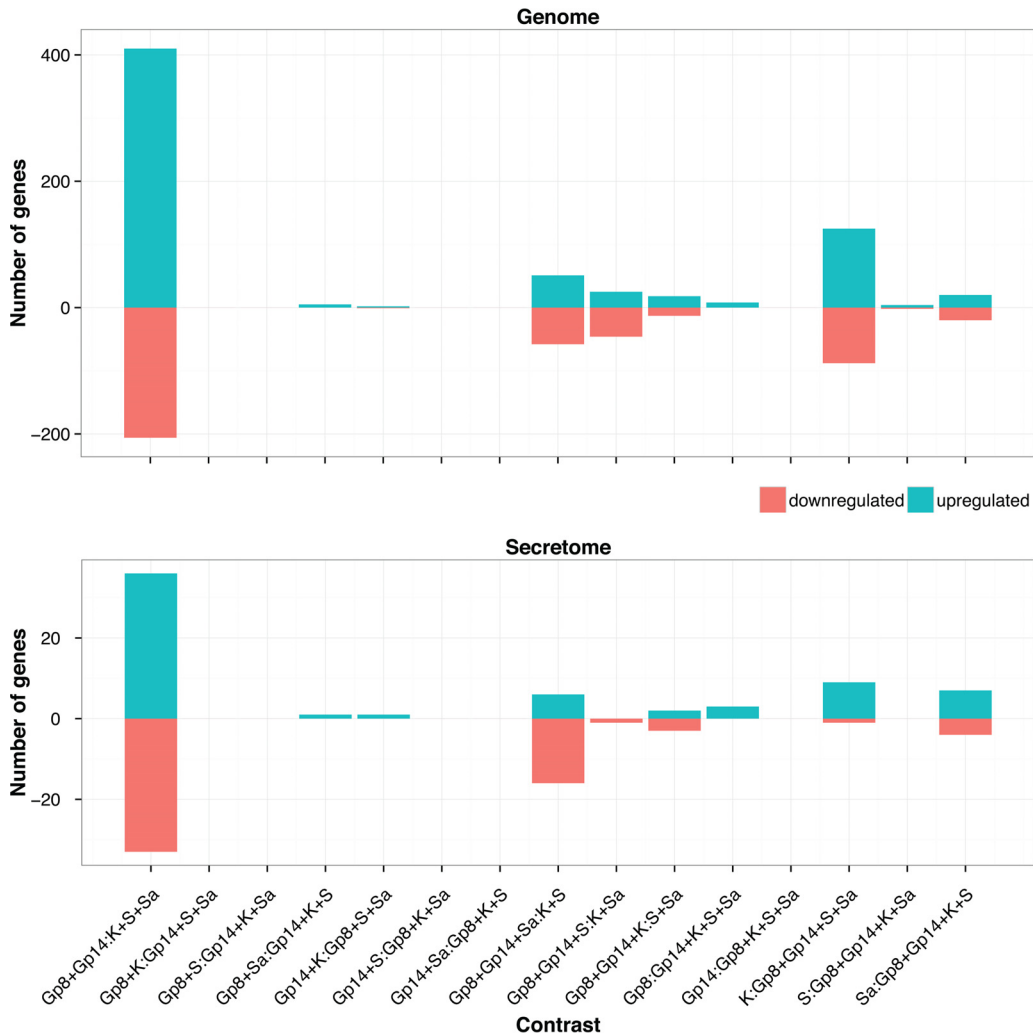 Genome
Number of genes
400
200
0
−200
downregulated upregulated
Secretome
Number of genes
20
0
−20
Gp8+Gp14:K+S+Sa
Gp8+K:Gp14+S+Sa
Gp8+S:Gp14+K+Sa
Gp8+Sa:Gp14+K+S
Gp14+K:Gp8+S+Sa
Gp14+S:Gp8+K+Sa
Gp14+Sa:Gp8+K+S
Gp8+Gp14+Sa:K+S
Gp8+Gp14+S:K+Sa
Gp8+Gp14+K:S+Sa
Gp8:Gp14+K+S+Sa
Gp14:Gp8+K+S+Sa
K:Gp8+Gp14+S+Sa
S:Gp8+Gp14+K+Sa
Sa:Gp8+Gp14+K+S
Contrast